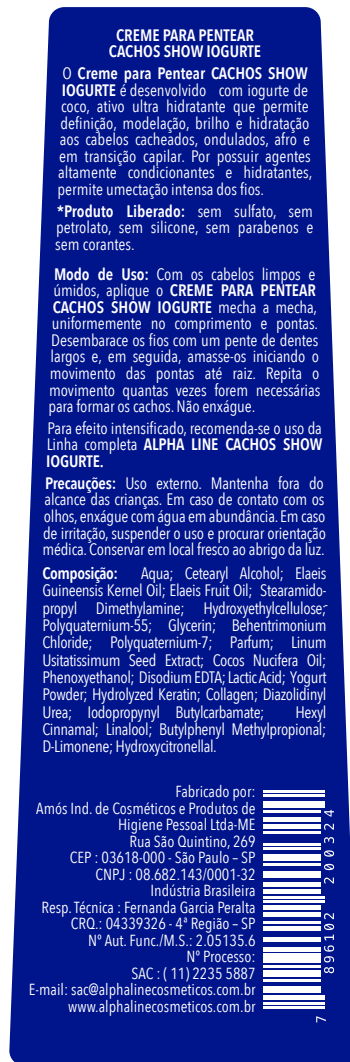 CREME PARA PENTEAR
CACHOS SHOW IOGURTE
O Creme para Pentear CACHOS SHOW
IOGURTE é desenvolvido com iogurte de
coco, ativo ultra hidratante que permite
definição, modelação, brilho e hidratação
aos cabelos cacheados, ondulados, afro e
em transição capilar. Por possuir agentes
altamente condicionantes e hidratantes,
permite umectação intensa dos fios.
*Produto Liberado: sem sulfato, sem
petrolato, sem silicone, sem parabenos e
sem corantes.
Modo de Uso: Com os cabelos limpos e
úmidos, aplique o CREME PARA PENTEAR
CACHOS SHOW IOGURTE mecha a mecha,
uniformemente no comprimento e pontas.
Desembarace os fios com um pente de dentes
largos e, em seguida, amasse-os iniciando o
movimento das pontas até raiz. Repita o
movimento quantas vezes forem necessárias
para formar os cachos. Não enxágue.
Para efeito intensificado, recomenda-se o uso da
Linha completa ALPHA LINE CACHOS SHOW
IOGURTE.
Precauções: Uso externo. Mantenha fora do
alcance das crianças. Em caso de contato com os
olhos, enxágue com água em abundância. Em caso
de irritação, suspender o uso e procurar orientação
médica. Conservar em local fresco ao abrigo da luz.
Composição: Aqua; Cetearyl Alcohol; Elaeis
Guineensis Kernel Oil; Elaeis Fruit Oil; Stearamido-
propyl Dimethylamine; Hydroxyethylcellulose;
Polyquaternium-55; Glycerin; Behentrimonium
Chloride; Polyquaternium-7; Parfum; Linum
Usitatissimum Seed Extract; Cocos Nucifera Oil;
Phenoxyethanol; Disodium EDTA; Lactic Acid; Yogurt
Powder; Hydrolyzed Keratin; Collagen; Diazolidinyl
Urea; Iodopropynyl Butylcarbamate; Hexyl
Cinnamal; Linalool; Butylphenyl Methylpropional;
D-Limonene; Hydroxycitronellal.
Fabricado por:
Amós Ind. de Cosméticos e Produtos de
Higiene Pessoal Ltda-ME
Rua São Quintino, 269
CEP : 03618-000 - São Paulo – SP
CNPJ : 08.682.143/0001-32
Indústria Brasileira
Resp. Técnica : Fernanda Garcia Peralta
CRQ.: 04339326 - 4ª Região – SP
Nº Aut. Func./M.S.: 2.05135.6
Nº Processo:
SAC : ( 11) 2235 5887
E-mail: sac@alphalinecosmeticos.com.br
www.alphalinecosmeticos.com.br
7 896102 200324